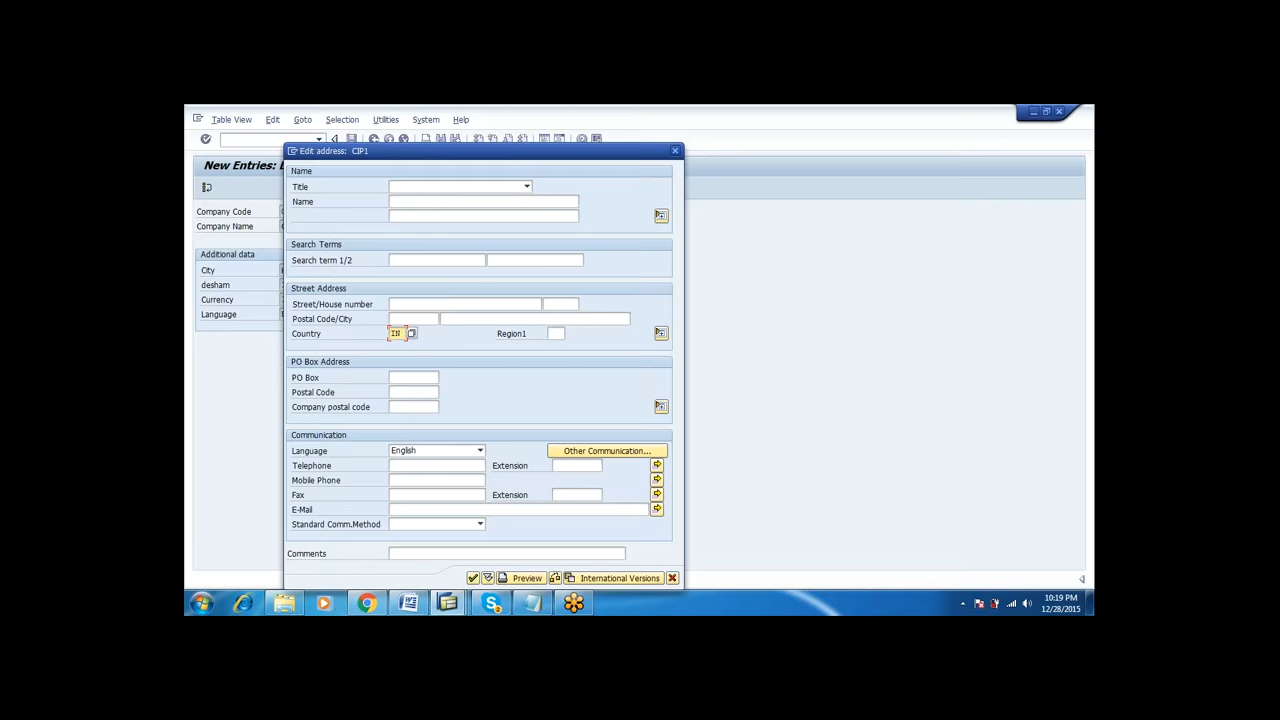 Table View Edit Goto Selection Utilities System Help
Edit address: CIP1
New Entries:
Name
Title
Name
Company Code
Company Name
Search Terms
Search term 1/2
Additional data
City
desham
Currency
Language
Street Address
Street/House number
Postal Code/City
Country IN Region1
PO Box Address
PO Box
Postal Code
Company postal code
Communication
Language English Other Communication...
Telephone Extension
Mobile Phone
Fax Extension
E-Mail
Standard Comm.Method
Comments
Preview International Versions
10:19 PM
12/28/2015